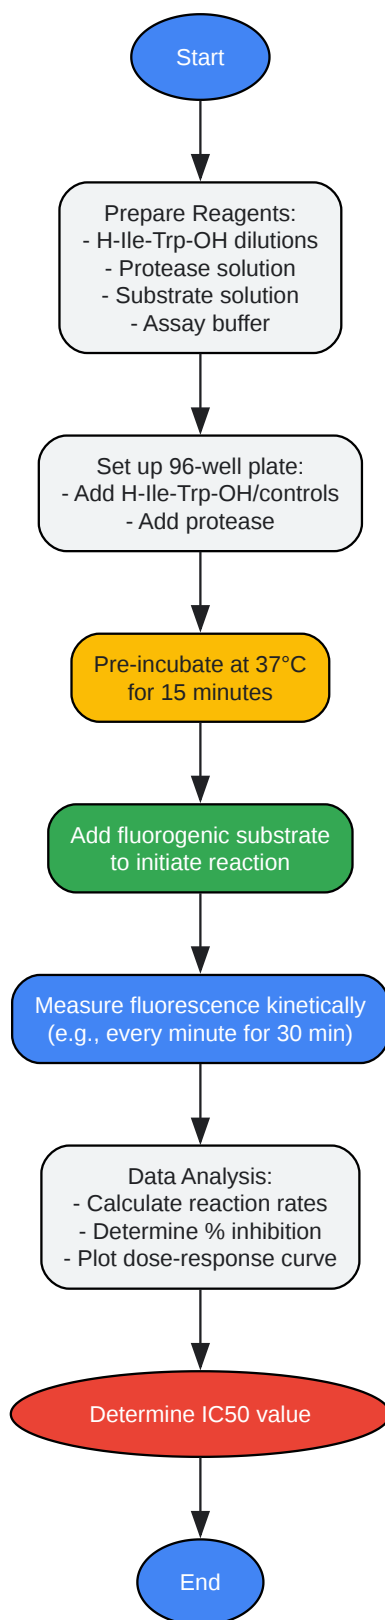 Start
Prepare Reagents:
- H-Ile-Trp-OH dilutions
- Protease solution
- Substrate solution
- Assay buffer
Set up 96-well plate:
- Add H-Ile-Trp-OH/controls
- Add protease
Pre-incubate at 37°C
for 15 minutes
Add fluorogenic substrate
to initiate reaction
Measure fluorescence kinetically
(e.g., every minute for 30 min)
Data Analysis:
- Calculate reaction rates
- Determine % inhibition
- Plot dose-response curve
Determine IC50 value
End